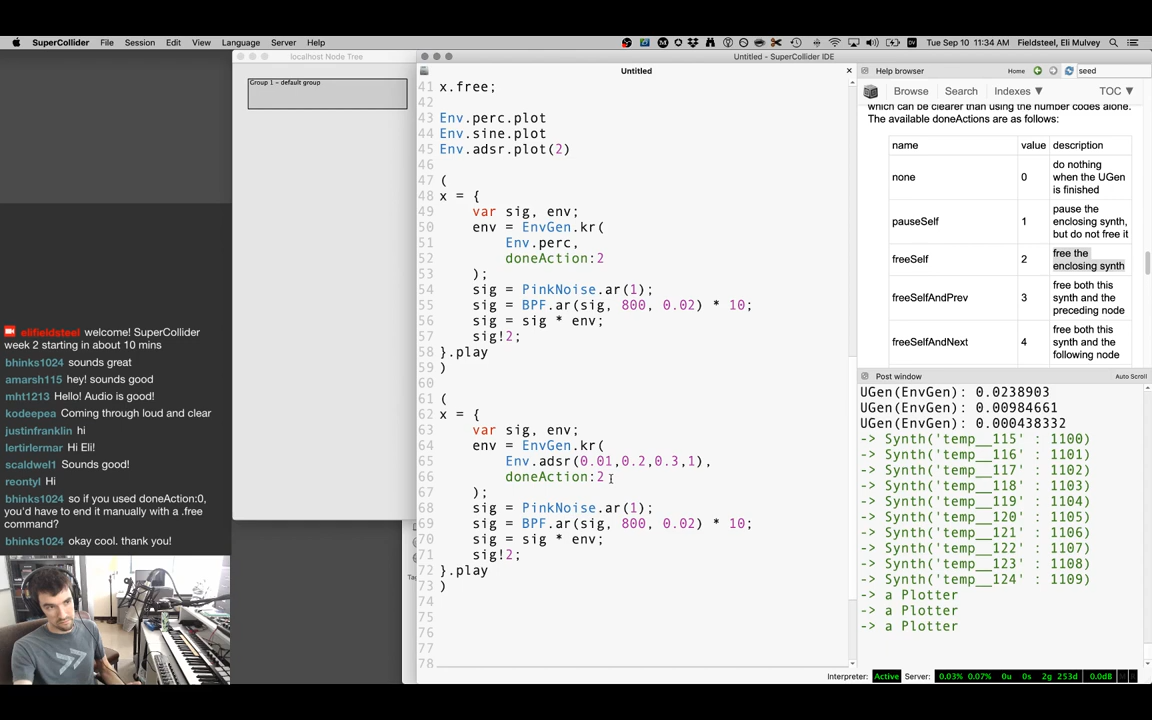 SuperCollider File Session Edit View Language Server Help
Tue Sep 10 11:34 AM Fieldsteel, Eli Mulvey
localhost Node Tree
Group 1 - default group
Untitled - SuperCollider IDE
Untitled
41 x.free;
42
43 Env.perc.plot
44 Env.sine.plot
45 Env.adsr.plot(2)
46
47 (
48 x = {
49 var sig, env;
50 env = EnvGen.kr(
51 Env.perc,
52 doneAction:2
53 );
54 sig = PinkNoise.ar(1);
55 sig = BPF.ar(sig, 800, 0.02) * 10;
56 sig = sig * env;
57 sig!2;
58 }.play
59 )
60
61 (
62 x = {
63 var sig, env;
64 env = EnvGen.kr(
65 Env.adsr(0.01,0.2,0.3,1),
66 doneAction:2
67 );
68 sig = PinkNoise.ar(1);
69 sig = BPF.ar(sig, 800, 0.02) * 10;
70 sig = sig * env;
71 sig!2;
72 }.play
73 )
74
75
76
77
78
Help browser Home seed
Browse Search Indexes ▼ TOC ▼
which can be clearer than using the number codes alone.
The available doneActions are as follows:
name value description
none 0 do nothing
when the UGen
is finished
pauseSelf 1 pause the
enclosing synth,
but do not free it
freeSelf 2 free the
enclosing synth
freeSelfAndPrev 3 free both this
synth and the
preceding node
freeSelfAndNext 4 free both this
synth and the
following node
Post window Auto Scroll
UGen(EnvGen): 0.0238903
UGen(EnvGen): 0.00984661
UGen(EnvGen): 0.000438332
-> Synth('temp__115' : 1100)
-> Synth('temp__116' : 1101)
-> Synth('temp__117' : 1102)
-> Synth('temp__118' : 1103)
-> Synth('temp__119' : 1104)
-> Synth('temp__120' : 1105)
-> Synth('temp__121' : 1106)
-> Synth('temp__122' : 1107)
-> Synth('temp__123' : 1108)
-> Synth('temp__124' : 1109)
-> a Plotter
-> a Plotter
-> a Plotter
Interpreter: Active Server: 0.03% 0.07% 0u 0s 2g 253d 0.0dB
elifieldsteel welcome! SuperCollider
week 2 starting in about 10 mins
bhinks1024 sounds great
amarsh115 hey! sounds good
mht1213 Hello! Audio is good!
kodeepea Coming through loud and clear
justinfranklin hi
lertirlermar Hi Eli!
scaldwel1 Sounds good!
reontyl Hi
bhinks1024 so if you used doneAction:0,
you'd have to end it manually with a .free
command?
bhinks1024 okay cool. thank you!